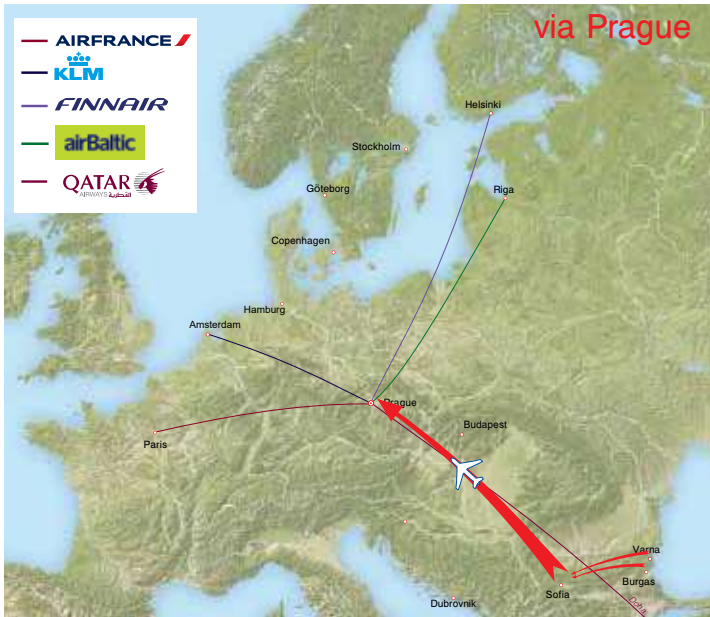 via Prague
AIRFRANCE
KLM
FINNAIR
airBaltic
QATAR
AIRWAYS القطرية
Helsinki
Stockholm
Göteborg
Riga
Copenhagen
Hamburg
Amsterdam
Prague
Paris
Budapest
Varna
Burgas
Sofia
Dubrovnik
Doha